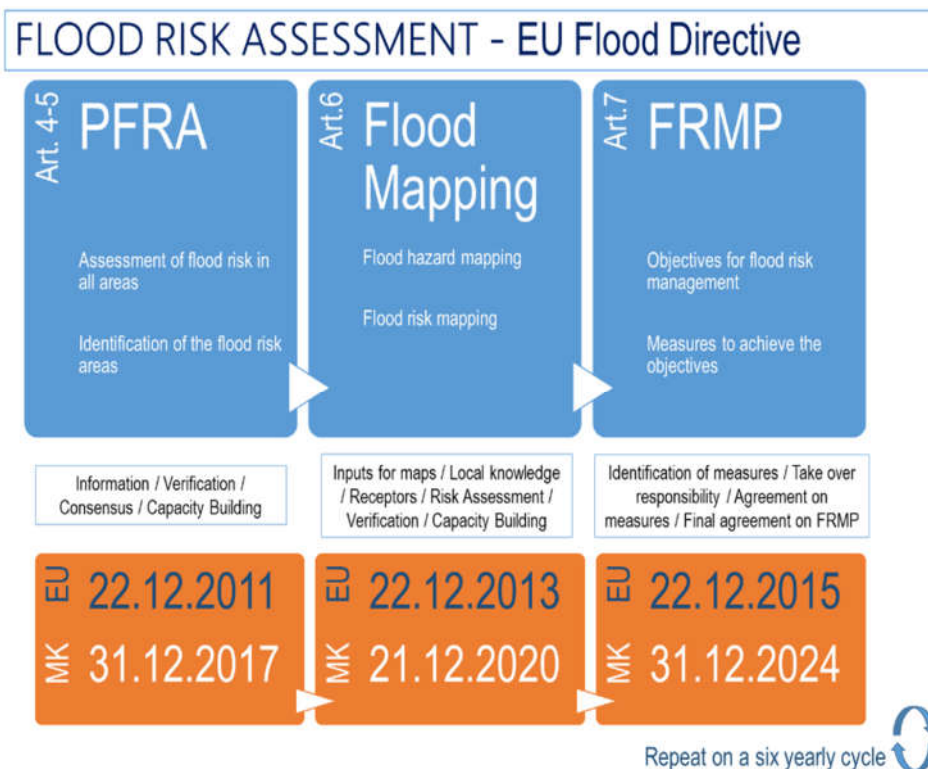 FLOOD RISK ASSESSMENT - EU Flood Directive
Art. 4-5
PFRA
Assessment of flood risk in
all areas
Identification of the flood risk
areas
Art.6
Flood
Mapping
Flood hazard mapping
Flood risk mapping
Art.7
FRMP
Objectives for flood risk
management
Measures to achieve the
objectives
Information / Verification /
Consensus / Capacity Building
Inputs for maps / Local knowledge
/ Receptors / Risk Assessment /
Verification / Capacity Building
Identification of measures / Take over
responsibility / Agreement on
measures / Final agreement on FRMP
EU 22.12.2011
MK 31.12.2017
EU 22.12.2013
MK 21.12.2020
EU 22.12.2015
MK 31.12.2024
Repeat on a six yearly cycle